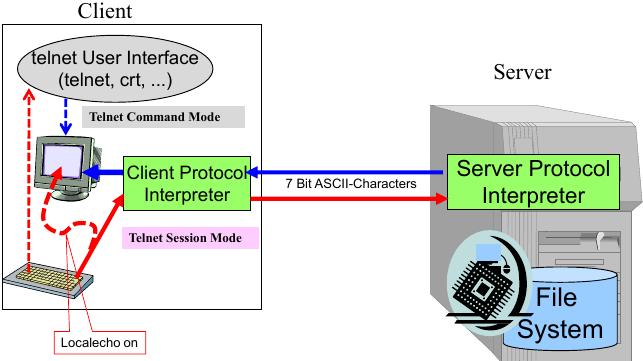 Client
telnet User Interface
(telnet, crt, ...)
Telnet Command Mode
Client Protocol
Interpreter
Telnet Session Mode
Localecho on
7 Bit ASCII-Characters
Server
Server Protocol
Interpreter
File
System